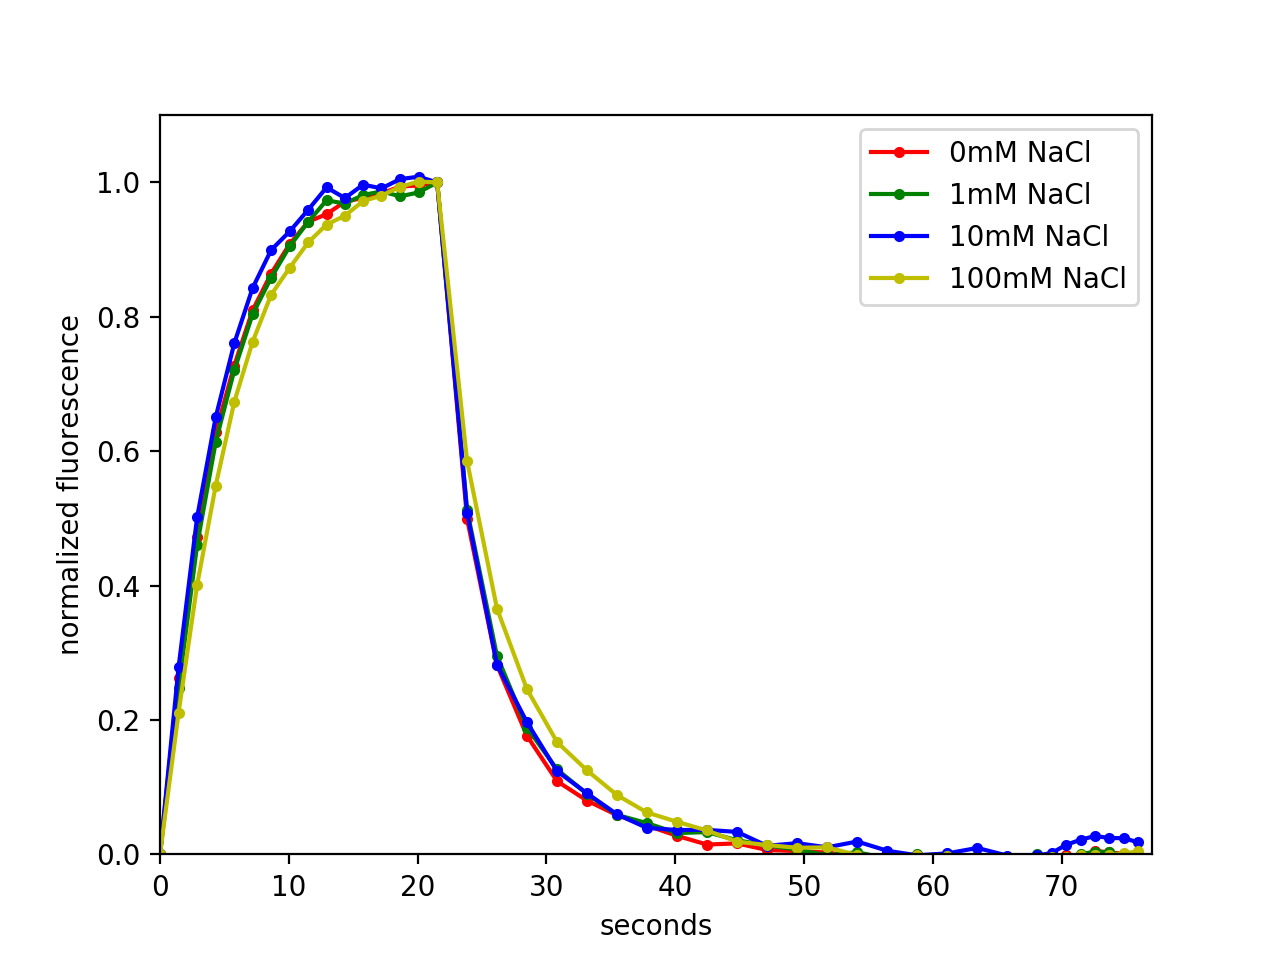 0mM NaCl
1mM NaCl
10mM NaCl
100mM NaCl
1.0
0.8
0.6
0.4
0.2
0.0
normalized fluorescence
0 10 20 30 40 50 60 70
seconds